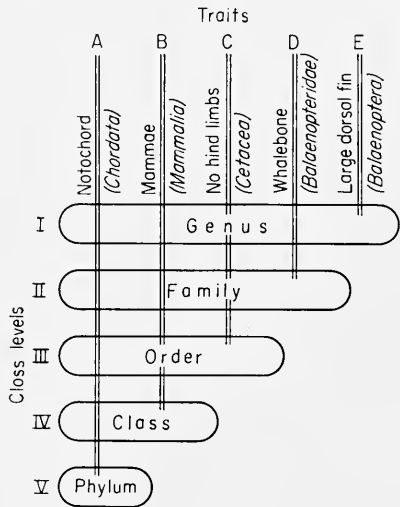 Traits
A B C D E
Notochord
(Chordata)
Mammae
(Mammalia)
No hind limbs
(Cetacea)
Whalebone
(Balaenopteridae)
Large dorsol fin
(Balaenoptera)
Class levels
I Genus
II Family
III Order
IV Class
V Phylum